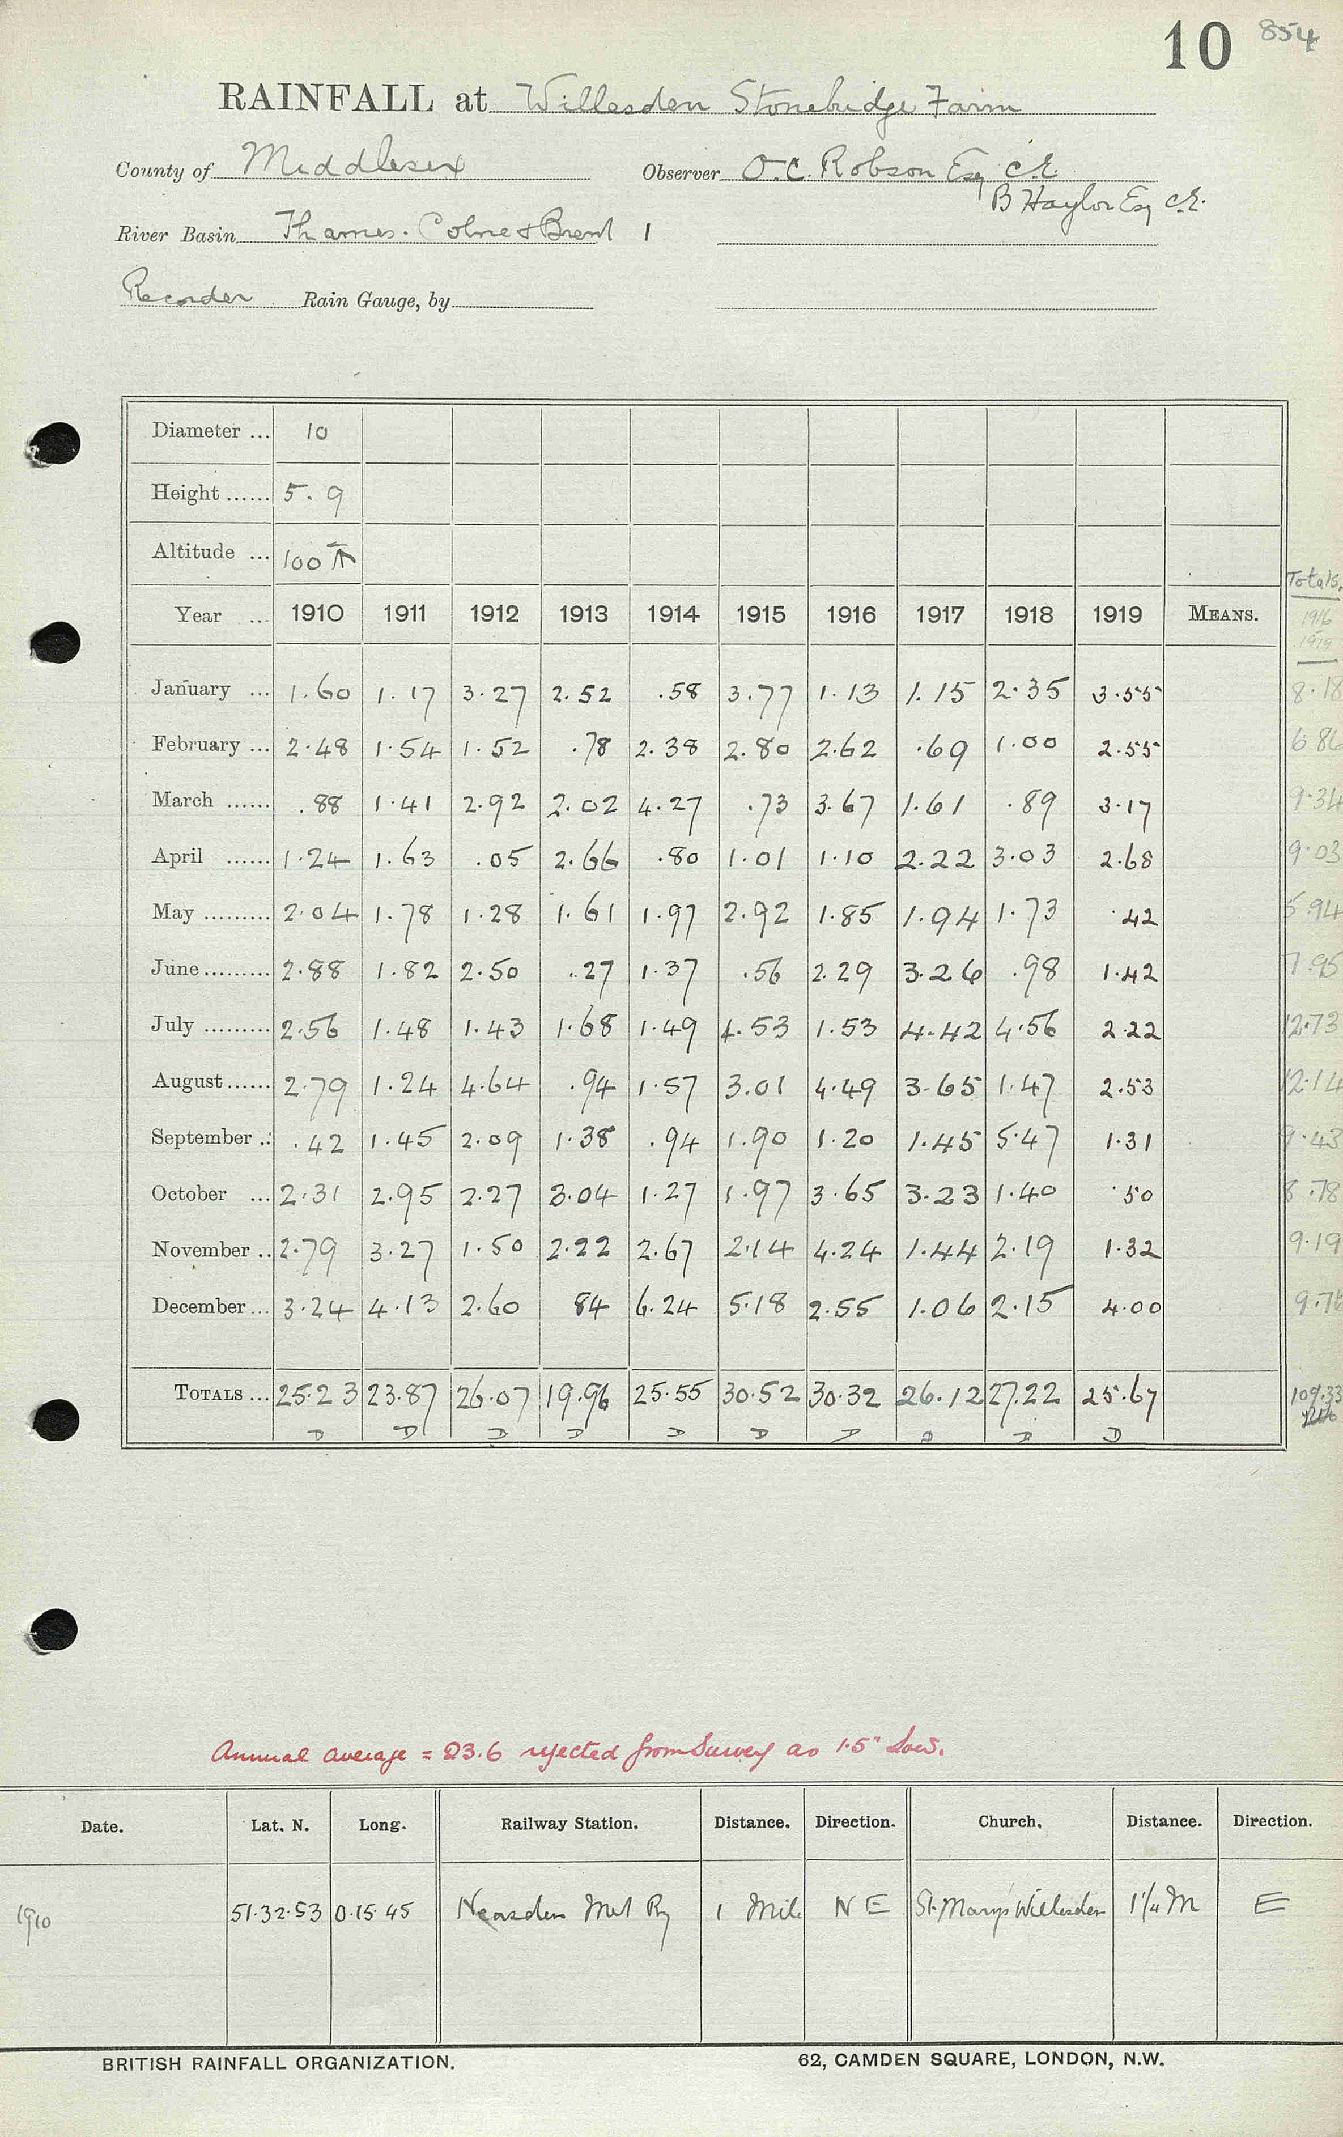 10 854
RAINFALL at Willesden Stonebridge Farm
County of Middlesex Observer O.C. Robson Esq C.E
B Haylor Esq C.E.
River Basin Thames. Colne & Brent 1
Recorder Rain Gauge, by
Diameter ... 10
Height ...... 5. 9
Altitude ... 100
Totals.
Year ... 1910 1911 1912 1913 1914 1915 1916 1917 1918 1919 MEANS. 1916
1919
January ... 1.60 1.17 3.27 2.52 .58 3.77 1.13 1.15 2.35 3.55 8.18
February ... 2.48 1.54 1.52 .78 2.38 2.80 2.62 .69 1.00 2.55 6.86
March ...... .88 1.41 2.92 2.02 4.27 .73 3.67 1.61 .89 3.17 9.34
April ...... 1.24 1.63 .05 2.66 .80 1.01 1.10 2.22 3.03 2.68 9.03
May ......... 2.04 1.78 1.28 1.61 1.97 2.92 1.85 1.94 1.73 .42 5.94
June ......... 2.88 1.82 2.50 .27 1.37 .56 2.29 3.26 .98 1.42 7.95
July ......... 2.56 1.48 1.43 1.68 1.49 4.53 1.53 4.42 4.56 2.22 12.73
August ...... 2.79 1.24 4.64 .94 1.57 3.01 4.49 3.65 1.47 2.53 12.14
September .. .42 1.45 2.09 1.38 .94 1.90 1.20 1.45 5.47 1.31 9.43
October ... 2.31 2.95 2.27 3.04 1.27 1.97 3.65 3.23 1.40 .50 8.78
November .. 2.79 3.27 1.50 2.22 2.67 2.14 4.24 1.44 2.19 1.32 9.19
December ... 3.24 4.13 2.60 84 6.24 5.18 2.55 1.06 2.15 4.00 9.76
TOTALS ... 25.23 23.87 26.07 19.96 25.55 30.52 30.32 26.12 27.22 25.67 109.33
D D D D D D D D D D
Annual average = 23.6 rejected from Survey as 1.5" low.
Date. Lat. N. Long. Railway Station. Distance. Direction. Church. Distance. Direction.
1910 51.32.53 0.15 45 Neasden Met Ry 1 Mile N E St. Mary's Willesden 1¼ M E
BRITISH RAINFALL ORGANIZATION. 62, CAMDEN SQUARE, LONDON, N.W.